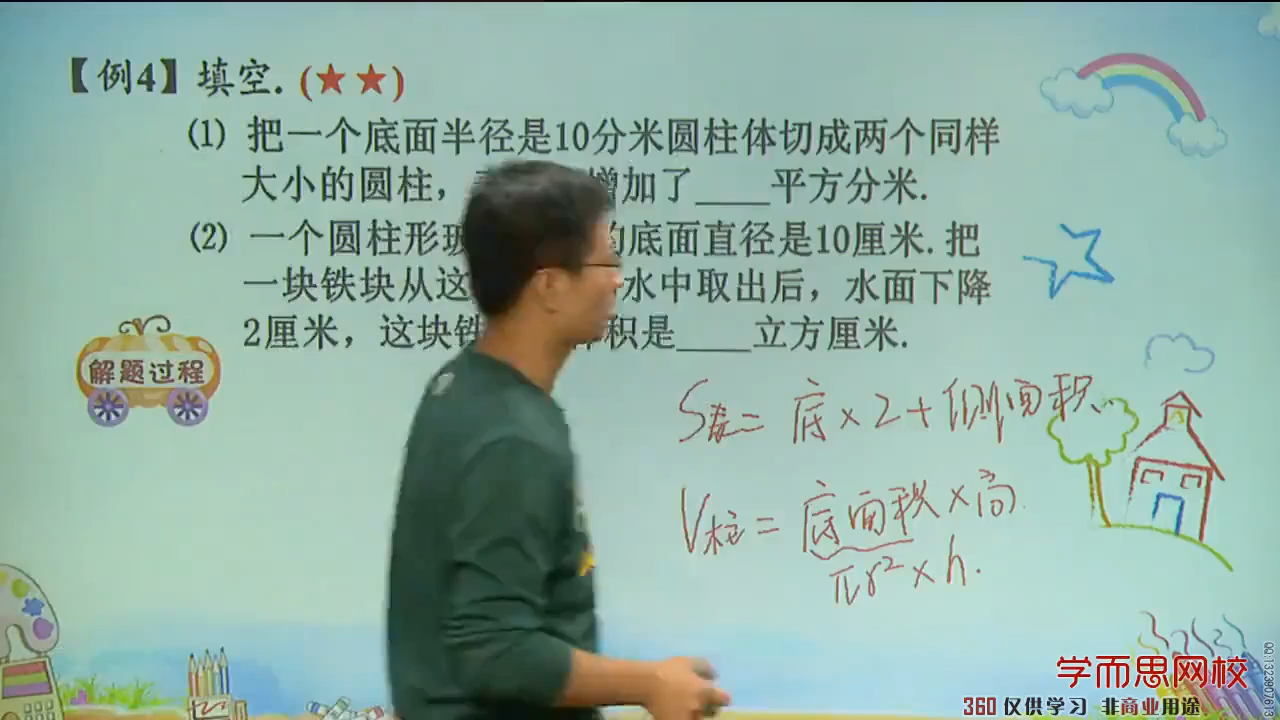 【例4】填空.(★★)
(1) 把一个底面半径是10分米圆柱体切成两个同样
大小的圆柱， 增加了____平方分米.
(2) 一个圆柱形玻 的底面直径是10厘米.把
一块铁块从这 水中取出后，水面下降
2厘米，这块铁 积是____立方厘米.
解题过程
S表=底×2+侧面积.
V柱=底面积×高.
πr²×h.
学而思网校
360 仅供学习 非商业用途
QQ1132907613